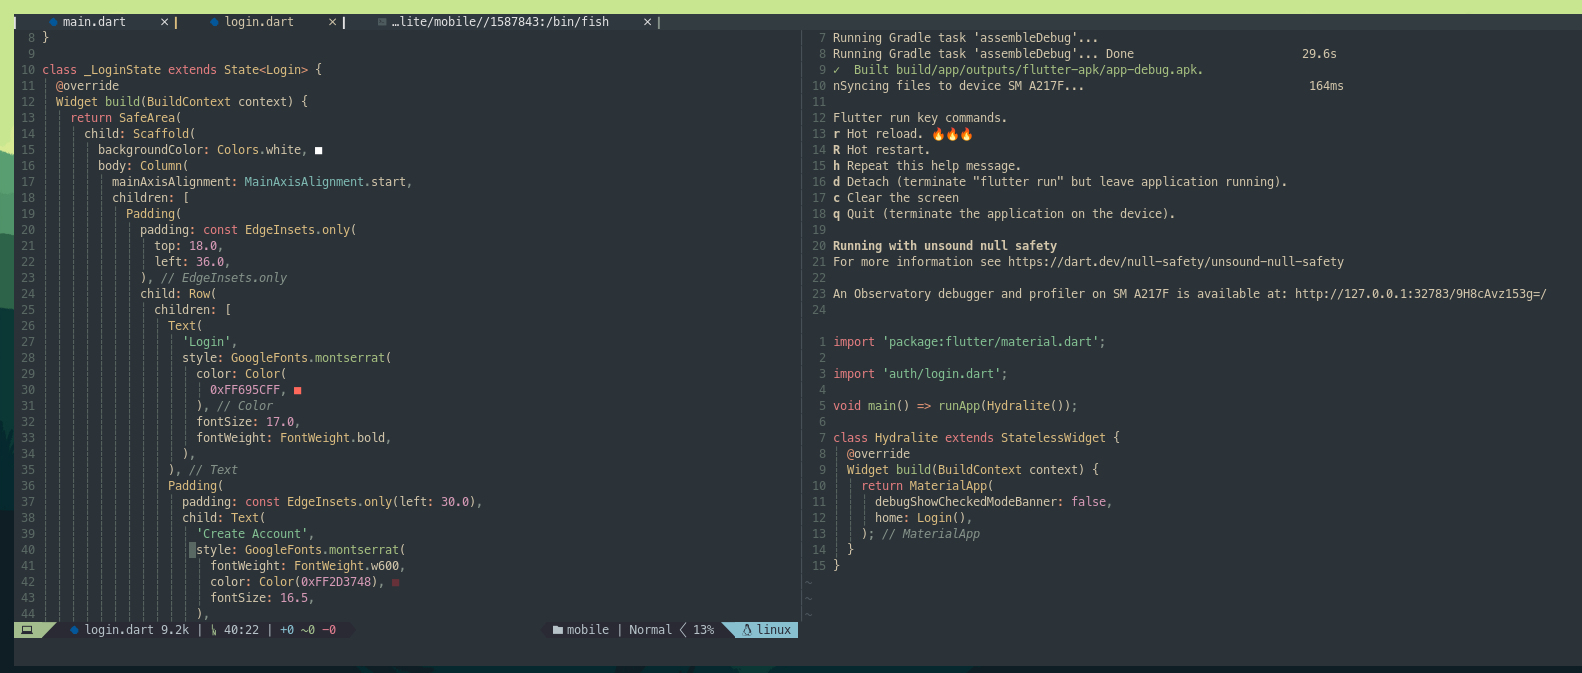 main.dart × | login.dart × | …lite/mobile//1587843:/bin/fish × |
8 }
9
10 class _LoginState extends State<Login> {
11 @override
12 Widget build(BuildContext context) {
13 return SafeArea(
14 child: Scaffold(
15 backgroundColor: Colors.white, ■
16 body: Column(
17 mainAxisAlignment: MainAxisAlignment.start,
18 children: [
19 Padding(
20 padding: const EdgeInsets.only(
21 top: 18.0,
22 left: 36.0,
23 ), // EdgeInsets.only
24 child: Row(
25 children: [
26 Text(
27 'Login',
28 style: GoogleFonts.montserrat(
29 color: Color(
30 0xFF695CFF, ■
31 ), // Color
32 fontSize: 17.0,
33 fontWeight: FontWeight.bold,
34 ),
35 ), // Text
36 Padding(
37 padding: const EdgeInsets.only(left: 30.0),
38 child: Text(
39 'Create Account',
40 style: GoogleFonts.montserrat(
41 fontWeight: FontWeight.w600,
42 color: Color(0xFF2D3748), ■
43 fontSize: 16.5,
44 ),
login.dart 9.2k | 40:22 | +0 ~0 −0 mobile | Normal 13% linux
7 Running Gradle task 'assembleDebug'...
8 Running Gradle task 'assembleDebug'... Done 29.6s
9 ✓ Built build/app/outputs/flutter-apk/app-debug.apk.
10 nSyncing files to device SM A217F... 164ms
11
12 Flutter run key commands.
13 r Hot reload. 🔥🔥🔥
14 R Hot restart.
15 h Repeat this help message.
16 d Detach (terminate "flutter run" but leave application running).
17 c Clear the screen
18 q Quit (terminate the application on the device).
19
20 Running with unsound null safety
21 For more information see https://dart.dev/null-safety/unsound-null-safety
22
23 An Observatory debugger and profiler on SM A217F is available at: http://127.0.0.1:32783/9H8cAvz153g=/
24
1 import 'package:flutter/material.dart';
2
3 import 'auth/login.dart';
4
5 void main() => runApp(Hydralite());
6
7 class Hydralite extends StatelessWidget {
8 @override
9 Widget build(BuildContext context) {
10 return MaterialApp(
11 debugShowCheckedModeBanner: false,
12 home: Login(),
13 ); // MaterialApp
14 }
15 }
~
~
~